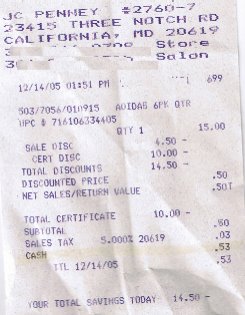 JC PENNEY #2760-7
23415 THREE NOTCH RD
CALIFORNIA, MD 20619
Store
Salon
12/14/05 01:51 PM 699
503/7056/010915 ADIDAS 6PK QTR
UPC # 716106334405
QTY 1 15.00
SALE DISC 4.50 -
CERT DISC 10.00 -
TOTAL DISCOUNTS 14.50 -
DISCOUNTED PRICE .50
NET SALES/RETURN VALUE .50T
TOTAL CERTIFICATE 10.00 -
SUBTOTAL .50
SALES TAX 5.000% 20619 .03
CASH .53
TTL 12/14/05 .53
YOUR TOTAL SAVINGS TODAY 14.50 -